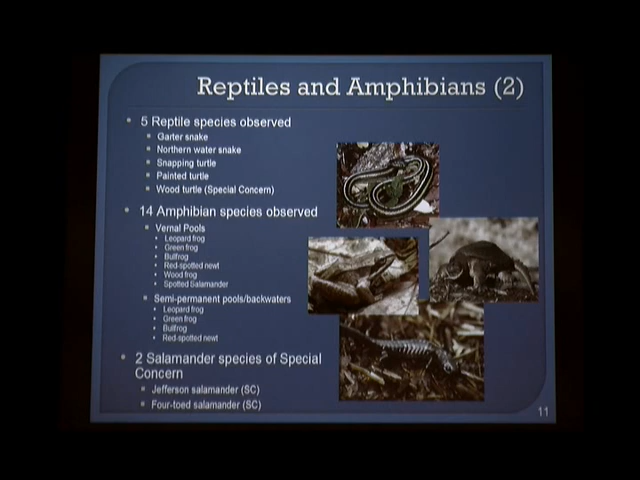 Reptiles and Amphibians (2)
5 Reptile species observed
Garter snake
Northern water snake
Snapping turtle
Painted turtle
Wood turtle (Special Concern)
14 Amphibian species observed
Vernal Pools
Leopard frog
Green frog
Bulfrog
Red-spotted newt
Wood frog
Spotted Salamander
Semi-permanent pools/backwaters
Leopard frog
Green frog
Bulfrog
Red-spotted newt
2 Salamander species of Special
Concern
Jefferson salamander (SC)
Four-toed salamander (SC)
11